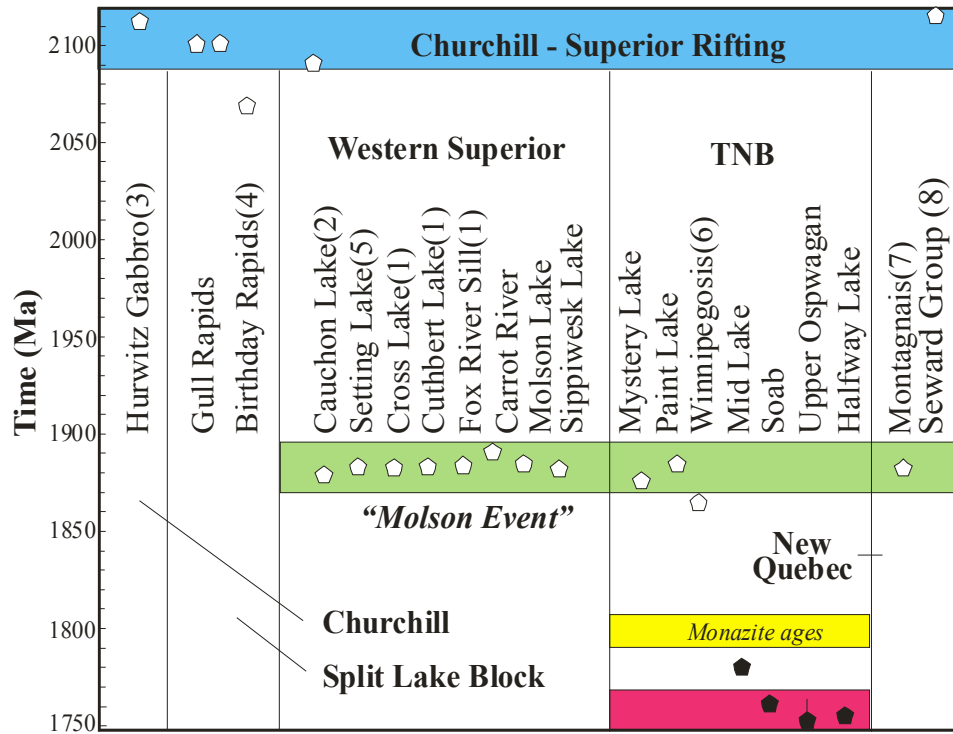 Churchill - Superior Rifting
Western Superior
TNB
Time (Ma)
2100
2050
2000
1950
1900
1850
1800
1750
Hurwitz Gabbro(3)
Gull Rapids
Birthday Rapids(4)
Cauchon Lake(2)
Setting Lake(5)
Cross Lake(1)
Cuthbert Lake(1)
Fox River Sill(1)
Carrot River
Molson Lake
Sippiwesk Lake
Mystery Lake
Paint Lake
Winnipegosis(6)
Mid Lake
Soab
Upper Ospwagan
Halfway Lake
Montagnais(7)
Seward Group (8)
“Molson Event”
New
Quebec
Churchill
Monazite ages
Split Lake Block